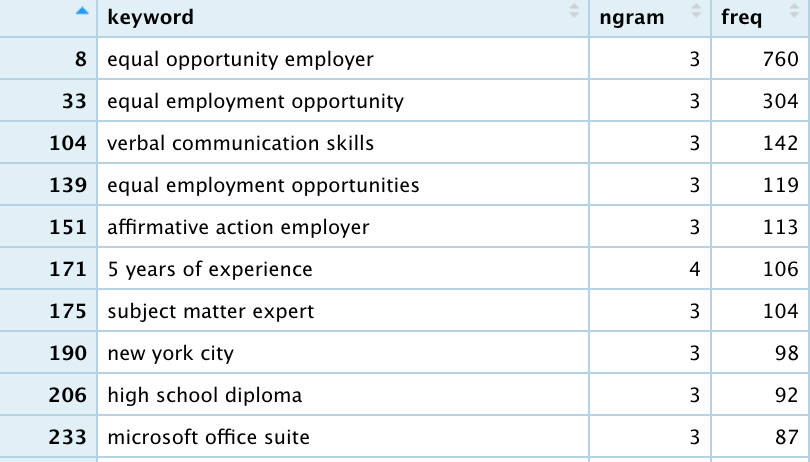 keyword ngram freq
8 equal opportunity employer 3 760
33 equal employment opportunity 3 304
104 verbal communication skills 3 142
139 equal employment opportunities 3 119
151 affirmative action employer 3 113
171 5 years of experience 4 106
175 subject matter expert 3 104
190 new york city 3 98
206 high school diploma 3 92
233 microsoft office suite 3 87